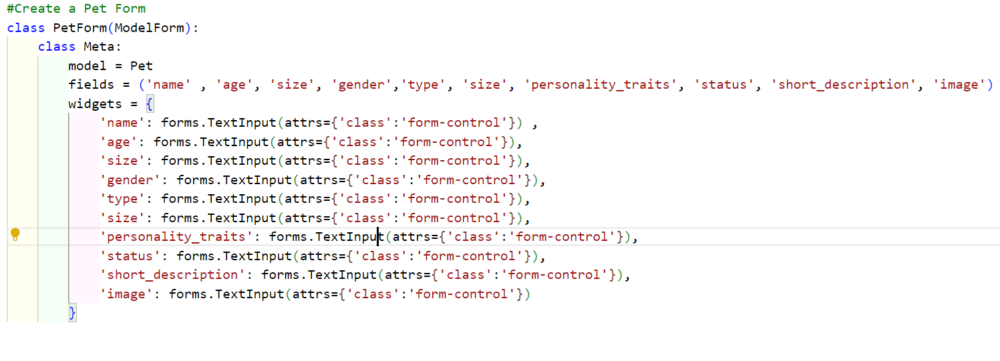 #Create a Pet Form
class PetForm(ModelForm):
    class Meta:
        model = Pet
        fields = ('name' , 'age', 'size', 'gender','type', 'size', 'personality_traits', 'status', 'short_description', 'image')
        widgets = {
            'name': forms.TextInput(attrs={'class':'form-control'}) ,
            'age': forms.TextInput(attrs={'class':'form-control'}),
            'size': forms.TextInput(attrs={'class':'form-control'}),
            'gender': forms.TextInput(attrs={'class':'form-control'}),
            'type': forms.TextInput(attrs={'class':'form-control'}),
            'size': forms.TextInput(attrs={'class':'form-control'}),
            'personality_traits': forms.TextInput(attrs={'class':'form-control'}),
            'status': forms.TextInput(attrs={'class':'form-control'}),
            'short_description': forms.TextInput(attrs={'class':'form-control'}),
            'image': forms.TextInput(attrs={'class':'form-control'})
        }